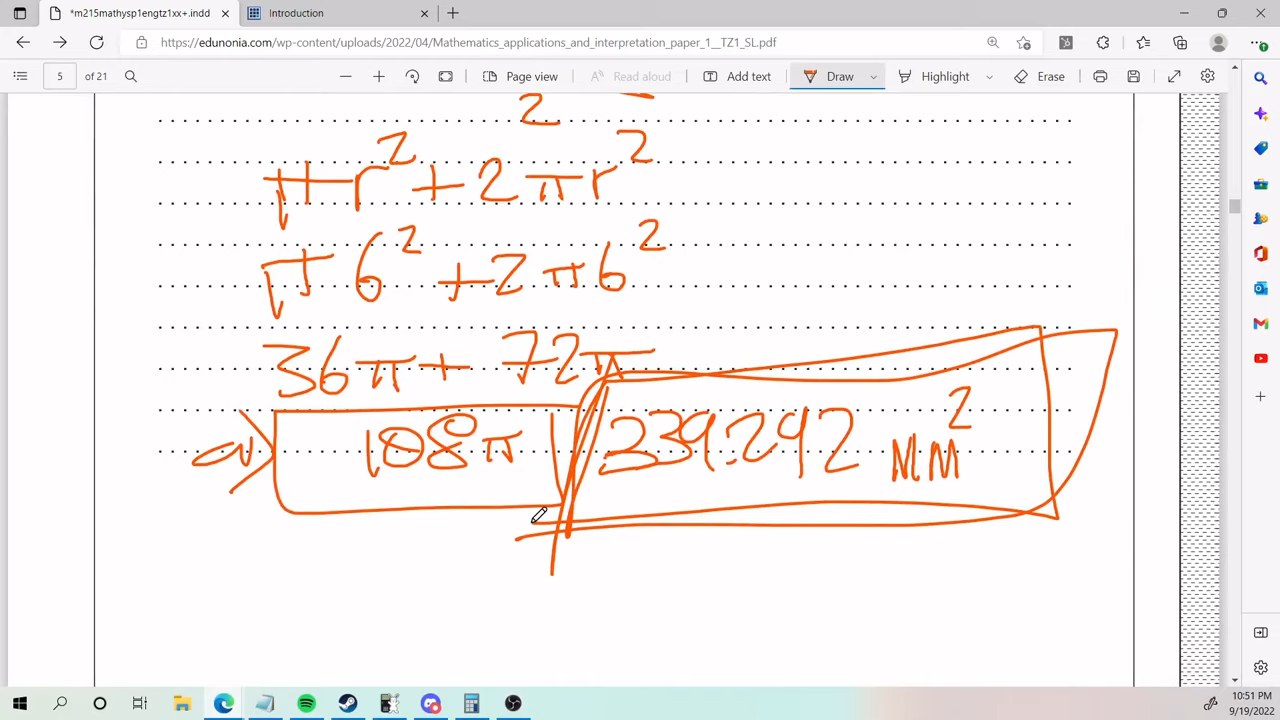 *m215mathysp1engtz1xx+.indd
Introduction
https://edunonia.com/wp-content/uploads/2022/04/Mathematics_applications_and_interpretation_paper_1__TZ1_SL.pdf
5 of 21
Page view
Read aloud
Add text
Draw
Highlight
Erase
2
πr² + 2πr²
π6² + 2π6²
36π + 72π
a) 108π 239.292 mm²
10:51 PM
9/19/2022